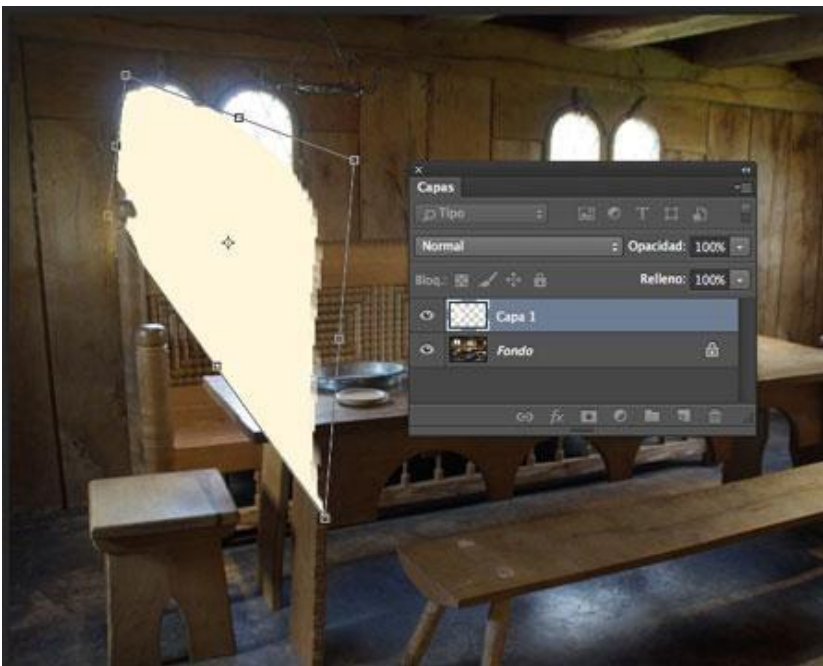 Capas
Tipo
Normal
Opacidad: 100%
Bloq.:
Relleno: 100%
Capa 1
Fondo
fx